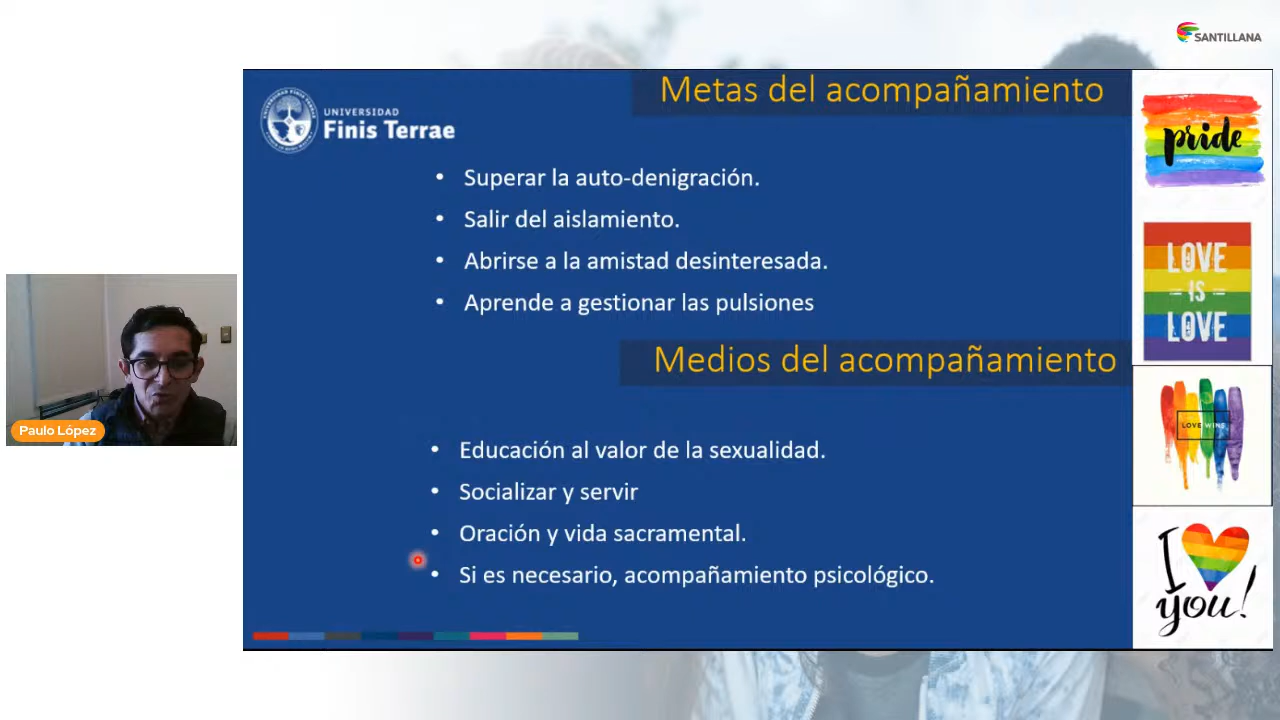 SANTILLANA
Metas del acompañamiento
UNIVERSIDAD
Finis Terrae
• Superar la auto-denigración.
• Salir del aislamiento.
• Abrirse a la amistad desinteresada.
• Aprende a gestionar las pulsiones
Medios del acompañamiento
• Educación al valor de la sexualidad.
• Socializar y servir
• Oración y vida sacramental.
• Si es necesario, acompañamiento psicológico.
Paulo López
pride
LOVE
IS
LOVE
LOVE WINS
I
you!